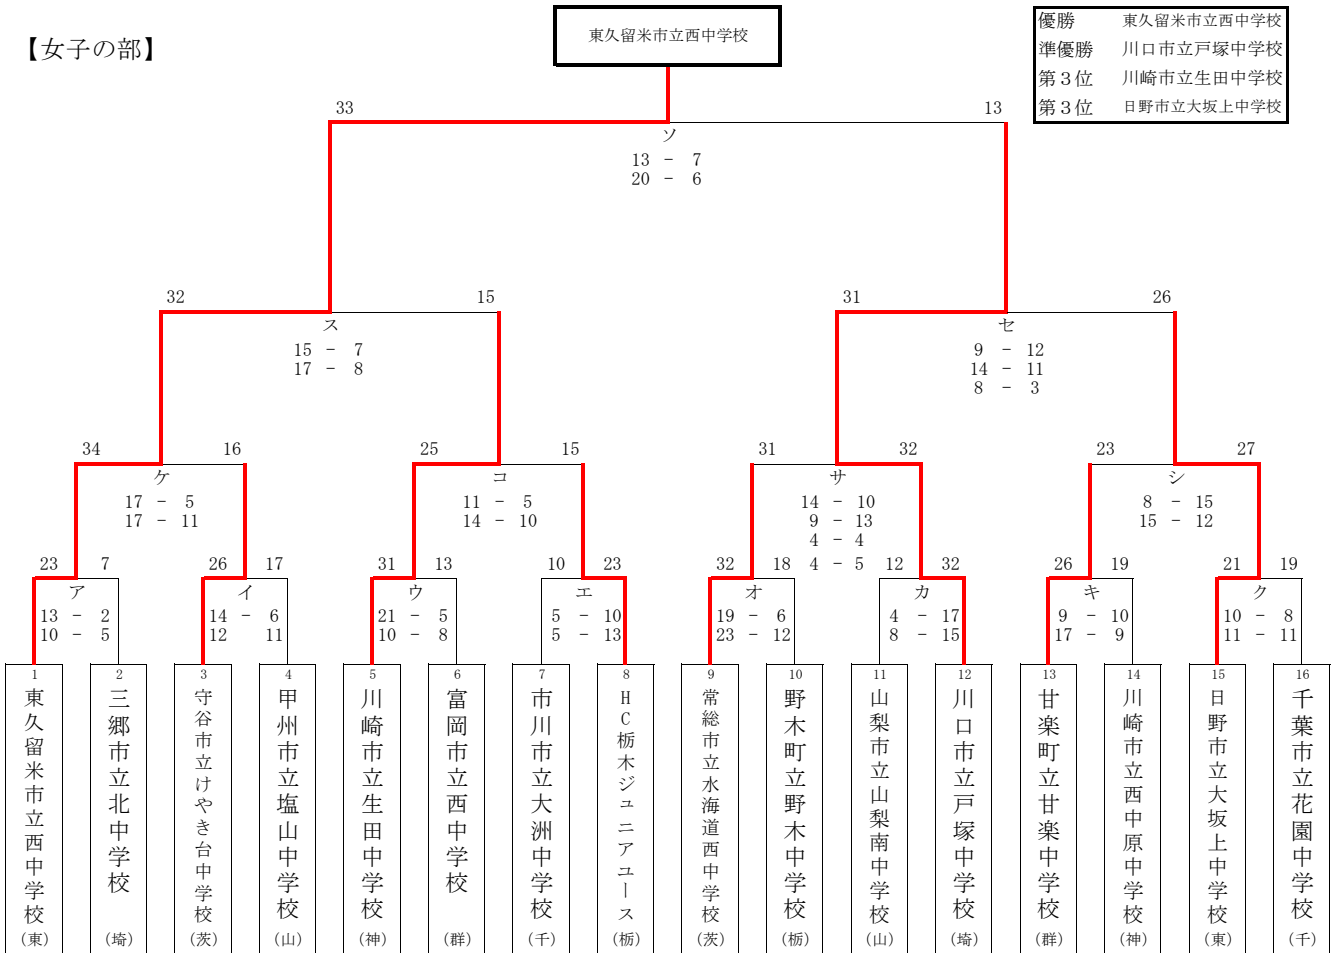 【女子の部】
東久留米市立西中学校
優勝 東久留米市立西中学校
準優勝 川口市立戸塚中学校
第３位 川崎市立生田中学校
第３位 日野市立大坂上中学校
33 13
ソ
13 - 7
20 - 6
32 15
ス
15 - 7
17 - 8
31 26
セ
9 - 12
14 - 11
8 - 3
34 16
ケ
17 - 5
17 - 11
25 15
コ
11 - 5
14 - 10
31 32
サ
14 - 10
9 - 13
4 - 4
4 - 5
23 27
シ
8 - 15
15 - 12
23 7
ア
13 - 2
10 - 5
26 17
イ
14 - 6
12 11
31 13
ウ
21 - 5
10 - 8
10 23
エ
5 - 10
5 - 13
32 18
オ
19 - 6
23 - 12
12 32
カ
4 - 17
8 - 15
26 19
キ
9 - 10
17 - 9
21 19
ク
10 - 8
11 - 11
1 東久留米市立西中学校 (東)
2 三郷市立北中学校 (埼)
3 守谷市立けやき台中学校 (茨)
4 甲州市立塩山中学校 (山)
5 川崎市立生田中学校 (神)
6 富岡市立西中学校 (群)
7 市川市立大洲中学校 (千)
8 ＨＣ栃木ジュニアユース (栃)
9 常総市立水海道西中学校 (茨)
10 野木町立野木中学校 (栃)
11 山梨市立山梨南中学校 (山)
12 川口市立戸塚中学校 (埼)
13 甘楽町立甘楽中学校 (群)
14 川崎市立西中原中学校 (神)
15 日野市立大坂上中学校 (東)
16 千葉市立花園中学校 (千)